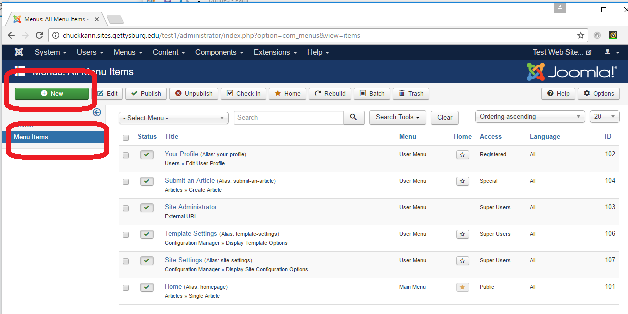 Menus: All Menu Items -
chuckkann.sites.gettysburg.edu/test1/administrator/index.php?option=com_menus&view=items
System Users Menus Content Components Extensions Help Test Web Site...
Menus: All Menu Items Joomla!
New Edit Publish Unpublish Check in Home Rebuild Batch Trash Help Options
Menu Items
- Select Menu - Search Search Tools Clear Ordering ascending 20
Status Title Menu Home Access Language ID
Your Profile (Alias: your-profile) User Menu Registered All 102
Users » Edit User Profile
Submit an Article (Alias: submit-an-article) User Menu Special All 104
Articles » Create Article
Site Administrator User Menu Super Users All 103
External URL
Template Settings (Alias: template-settings) User Menu Super Users All 106
Configuration Manager » Display Template Options
Site Settings (Alias: site-settings) User Menu Super Users All 107
Configuration Manager » Display Site Configuration Options
Home (Alias: homepage) Main Menu Public All 101
Articles » Single Article